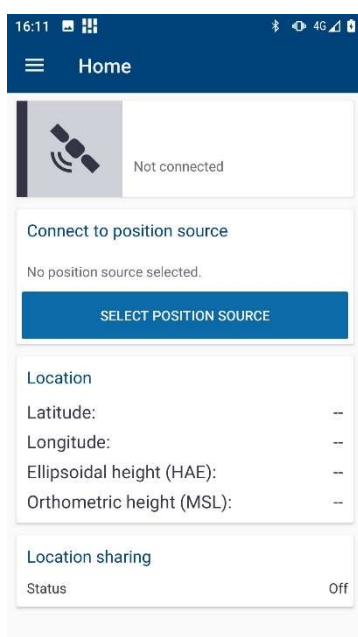 16:11 4G
Home
Not connected
Connect to position source
No position source selected.
SELECT POSITION SOURCE
Location
Latitude: --
Longitude: --
Ellipsoidal height (HAE): --
Orthometric height (MSL): --
Location sharing
Status Off